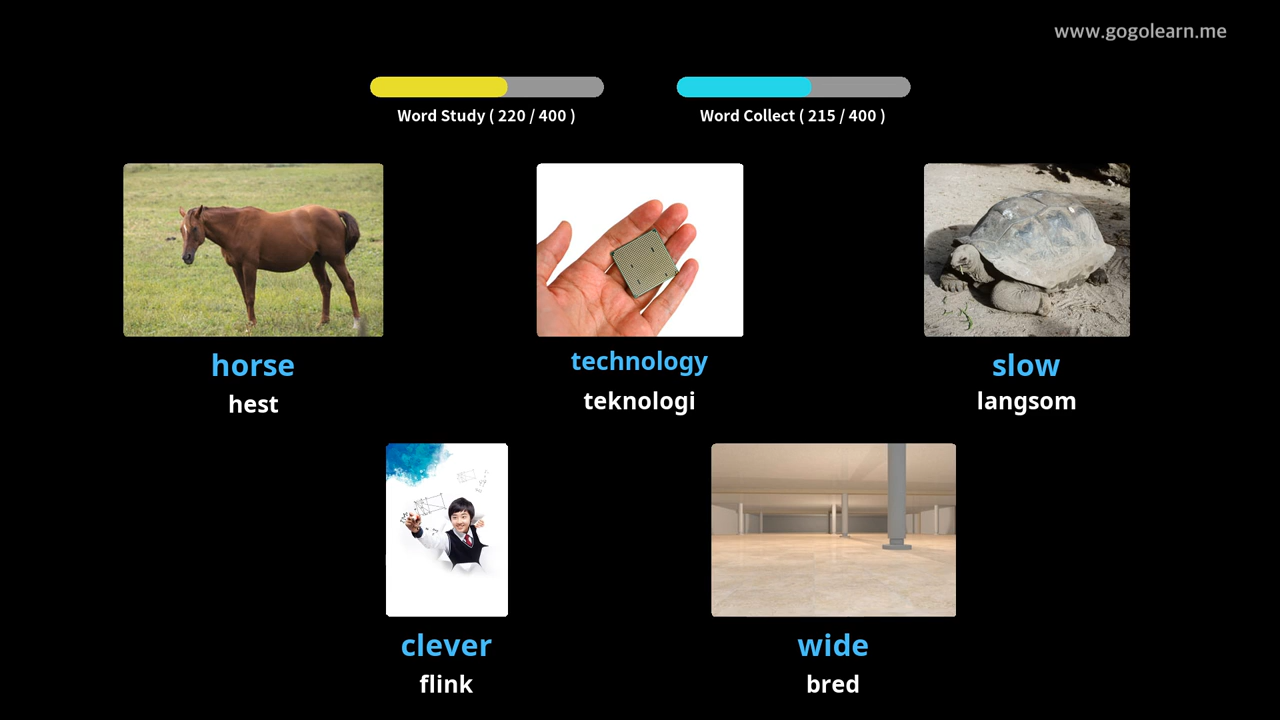 www.gogolearn.me
Word Study ( 220 / 400 )
Word Collect ( 215 / 400 )
horse
hest
technology
teknologi
slow
langsom
clever
flink
wide
bred